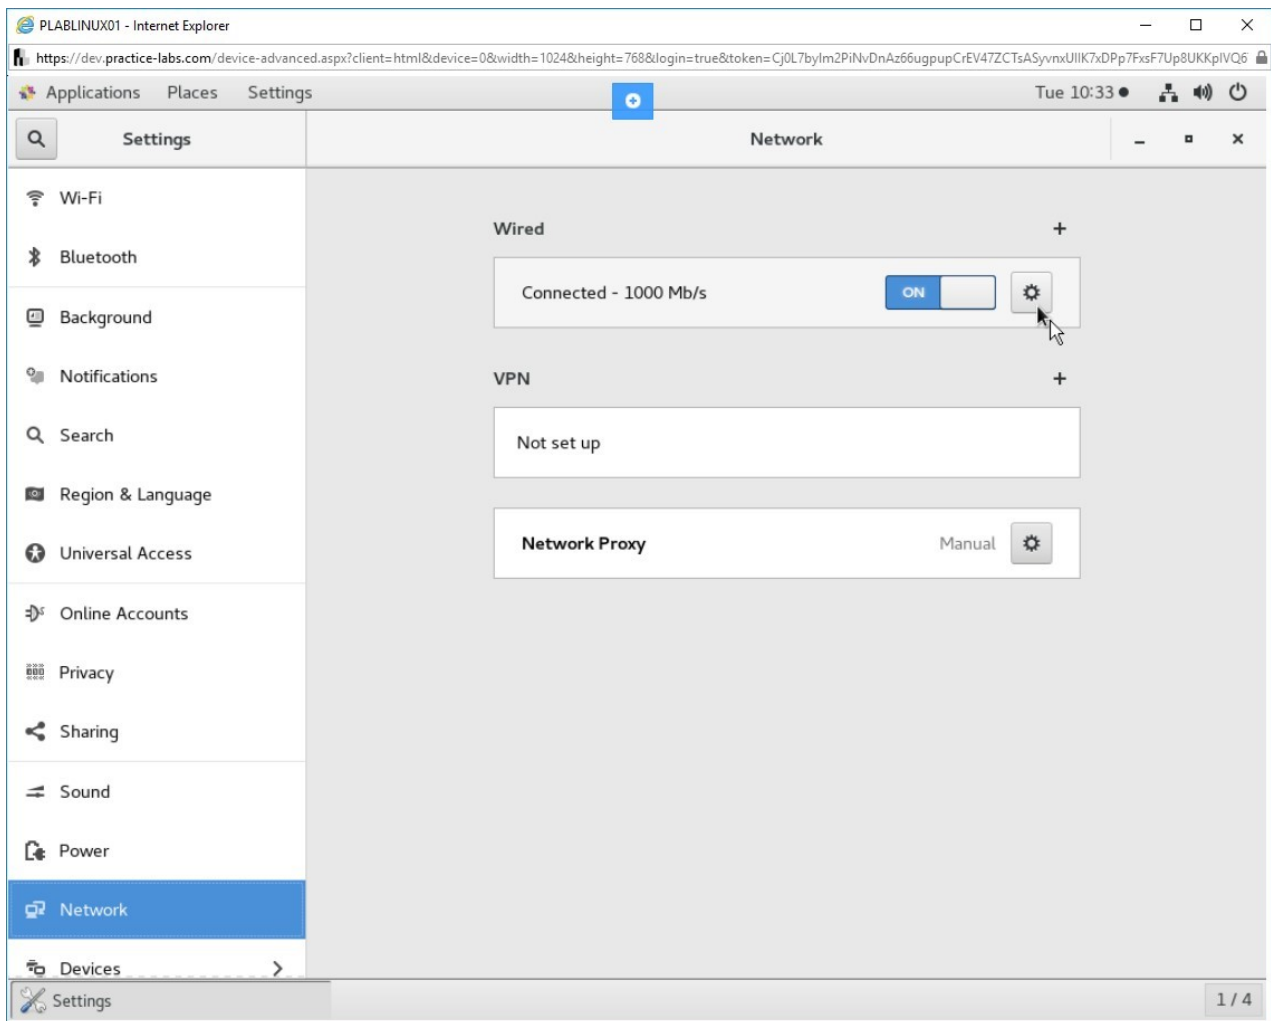 PLABLINUX01 - Internet Explorer
https://dev.practice-labs.com/device-advanced.aspx?client=html&device=0&width=1024&height=768&login=true&token=
Applications Places Settings Tue 10:33
Settings Network
Wi-Fi
Bluetooth
Background
Notifications
Search
Region & Language
Universal Access
Online Accounts
Privacy
Sharing
Sound
Power
Network
Devices
Wired +
Connected - 1000 Mb/s ON
VPN +
Not set up
Network Proxy Manual
Settings 1 / 4